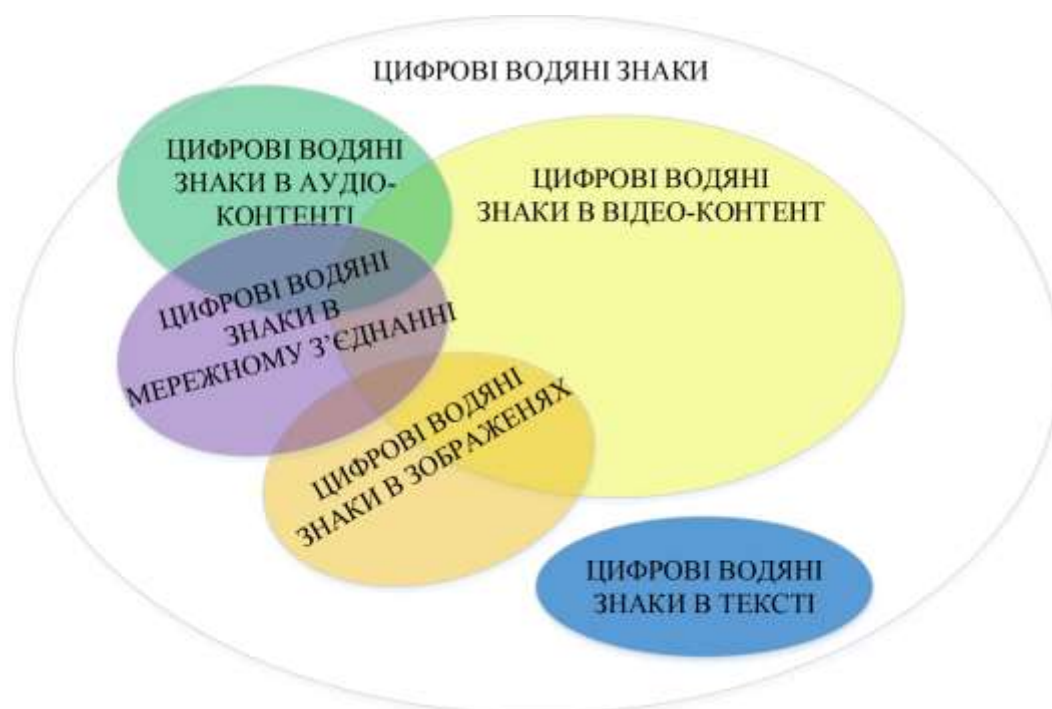 ЦИФРОВІ ВОДЯНІ ЗНАКИ
ЦИФРОВІ ВОДЯНІ
ЗНАКИ В АУДІО-
КОНТЕНТІ
ЦИФРОВІ ВОДЯНІ
ЗНАКИ В ВІДЕО-КОНТЕНТ
ЦИФРОВІ ВОДЯНІ
ЗНАКИ В
МЕРЕЖНОМУ З’ЄДНАННІ
ЦИФРОВІ ВОДЯНІ
ЗНАКИ В ЗОБРАЖЕНЯХ
ЦИФРОВІ ВОДЯНІ
ЗНАКИ В ТЕКСТІ